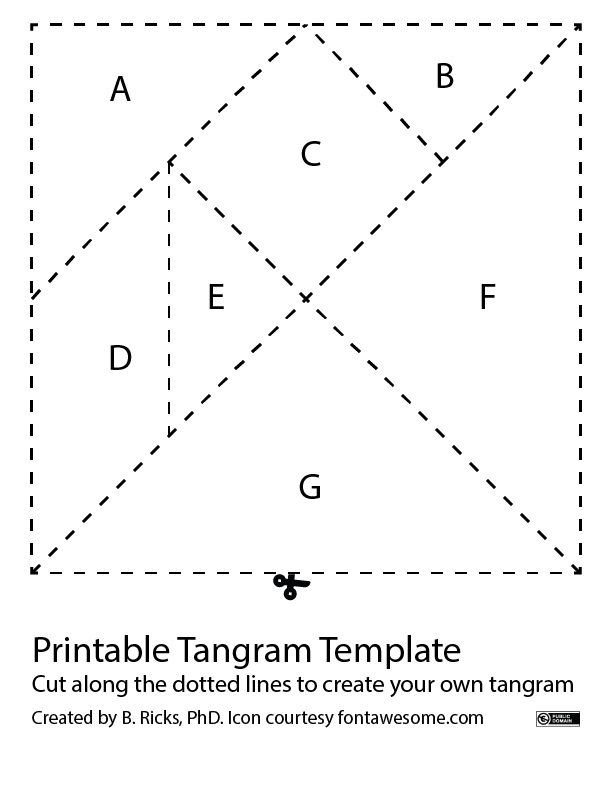 A
B
C
E
F
D
G
Printable Tangram Template
Cut along the dotted lines to create your own tangram
Created by B. Ricks, PhD. Icon courtesy fontawesome.com
PUBLIC
DOMAIN